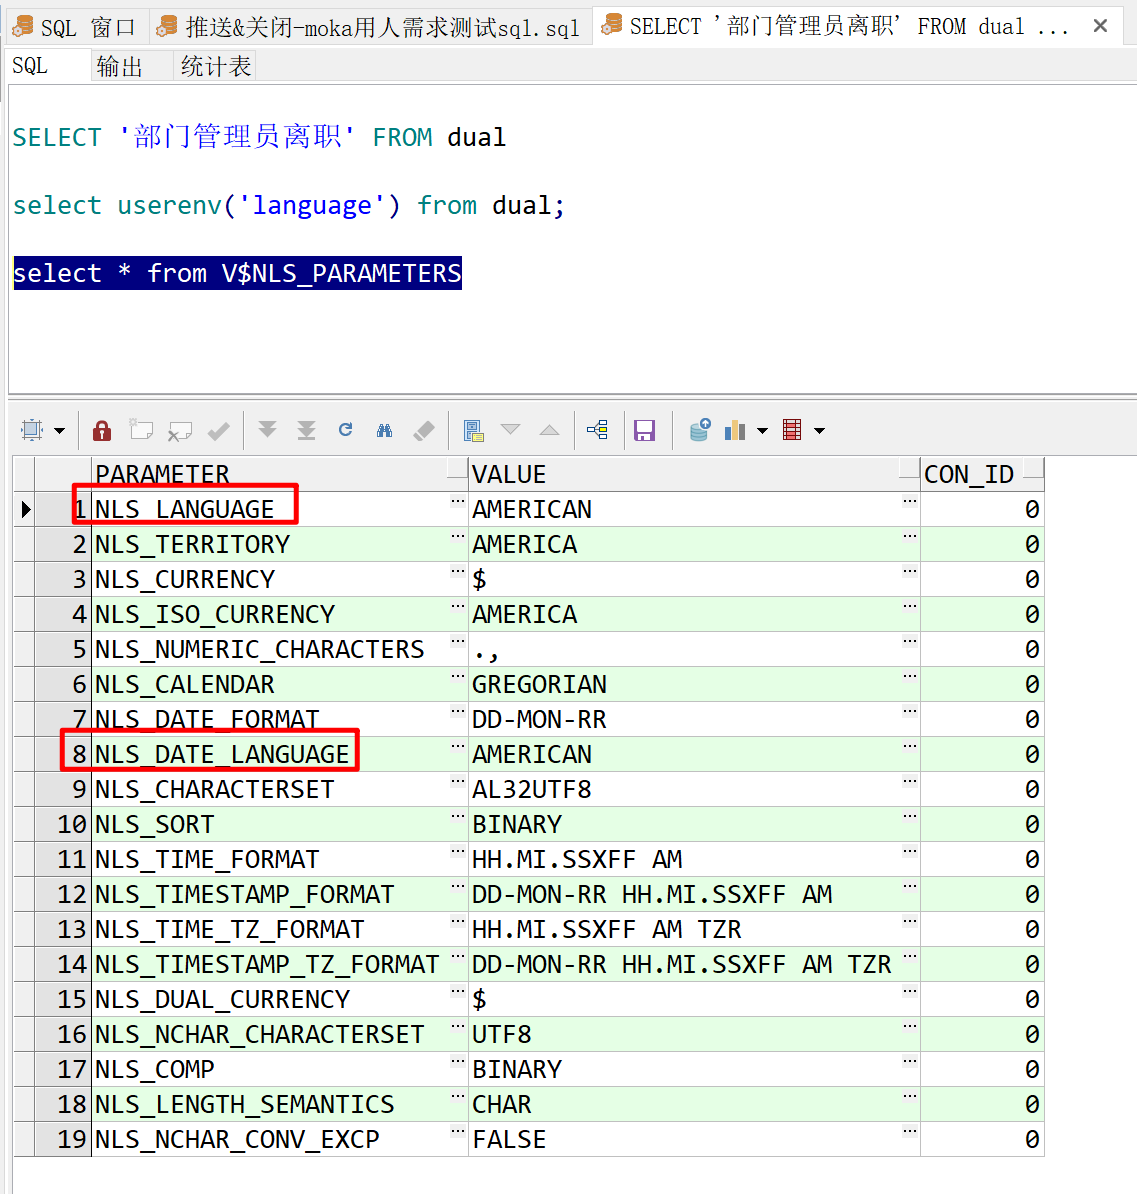 SQL 窗口 推送&关闭-moka用人需求测试sql.sql SELECT '部门管理员离职' FROM dual ...
SQL 输出 统计表
SELECT '部门管理员离职' FROM dual
select userenv('language') from dual;
select * from V$NLS_PARAMETERS
PARAMETER VALUE CON_ID
1 NLS_LANGUAGE ... AMERICAN ... 0
2 NLS_TERRITORY ... AMERICA ... 0
3 NLS_CURRENCY ... $ ... 0
4 NLS_ISO_CURRENCY ... AMERICA ... 0
5 NLS_NUMERIC_CHARACTERS ... ., ... 0
6 NLS_CALENDAR ... GREGORIAN ... 0
7 NLS_DATE_FORMAT ... DD-MON-RR ... 0
8 NLS_DATE_LANGUAGE ... AMERICAN ... 0
9 NLS_CHARACTERSET ... AL32UTF8 ... 0
10 NLS_SORT ... BINARY ... 0
11 NLS_TIME_FORMAT ... HH.MI.SSXFF AM ... 0
12 NLS_TIMESTAMP_FORMAT ... DD-MON-RR HH.MI.SSXFF AM ... 0
13 NLS_TIME_TZ_FORMAT ... HH.MI.SSXFF AM TZR ... 0
14 NLS_TIMESTAMP_TZ_FORMAT ... DD-MON-RR HH.MI.SSXFF AM TZR ... 0
15 NLS_DUAL_CURRENCY ... $ ... 0
16 NLS_NCHAR_CHARACTERSET ... UTF8 ... 0
17 NLS_COMP ... BINARY ... 0
18 NLS_LENGTH_SEMANTICS ... CHAR ... 0
19 NLS_NCHAR_CONV_EXCP ... FALSE ... 0